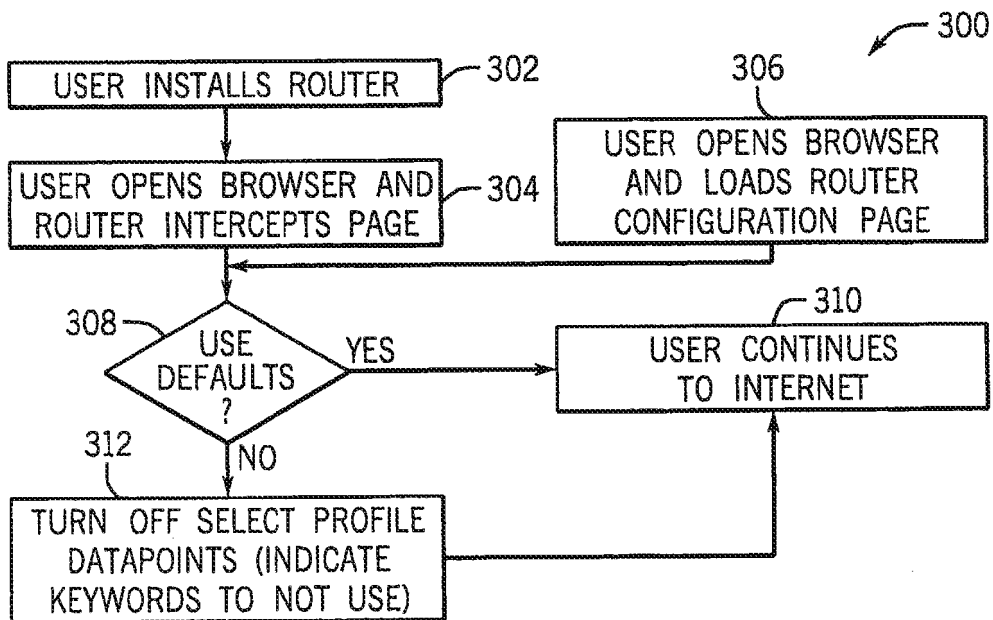 300
USER INSTALLS ROUTER
302
306
USER OPENS BROWSER AND
ROUTER INTERCEPTS PAGE
304
USER OPENS BROWSER
AND LOADS ROUTER
CONFIGURATION PAGE
308
USE
DEFAULTS
?
YES
NO
310
USER CONTINUES
TO INTERNET
312
TURN OFF SELECT PROFILE
DATAPOINTS (INDICATE
KEYWORDS TO NOT USE)